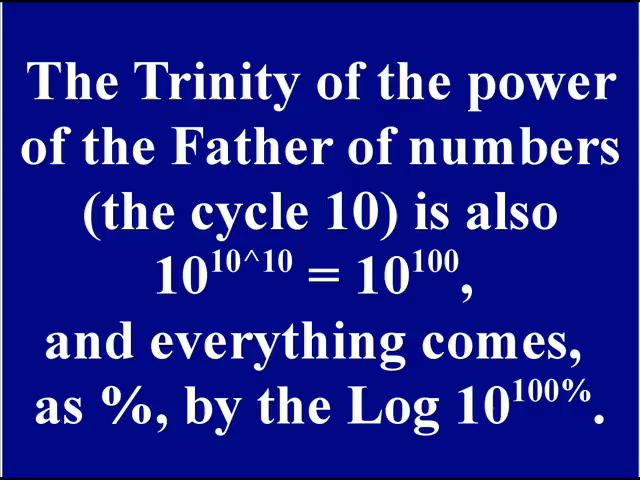 The Trinity of the power
of the Father of numbers
(the cycle 10) is also
10^10^10 = 10^100,
and everything comes,
as %, by the Log 10^100%.